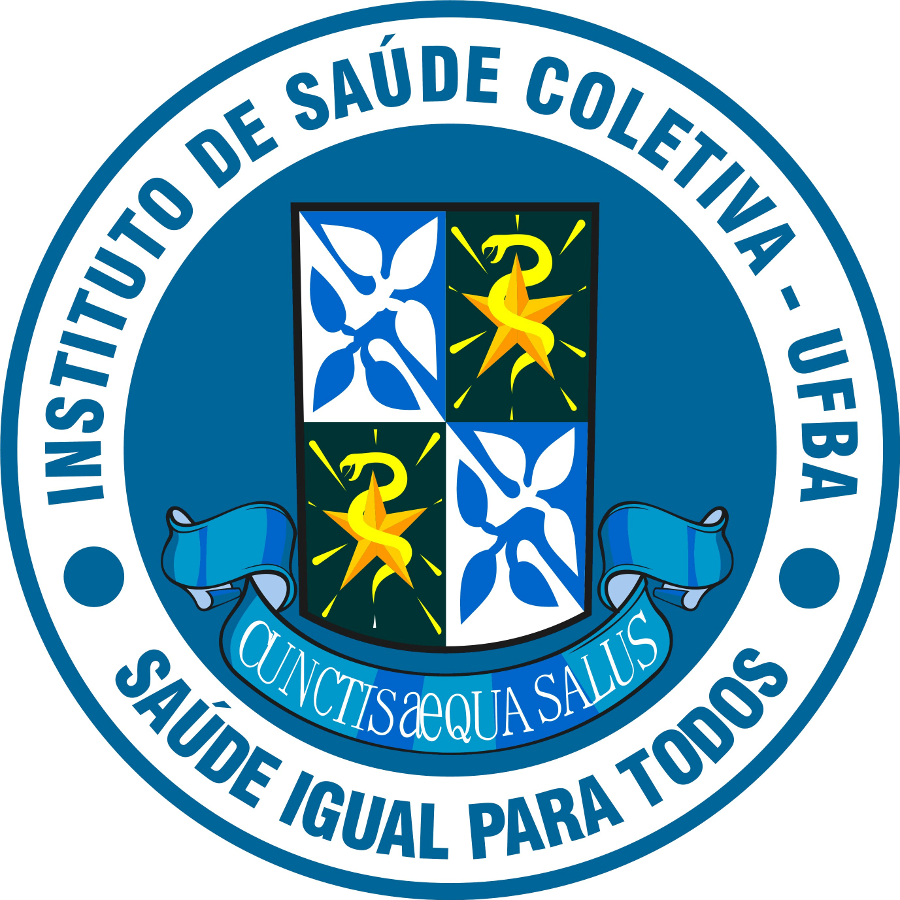 INSTITUTO DE SAÚDE COLETIVA - UFBA
CUNCTIS æQUA SALUS
SAÚDE IGUAL PARA TODOS